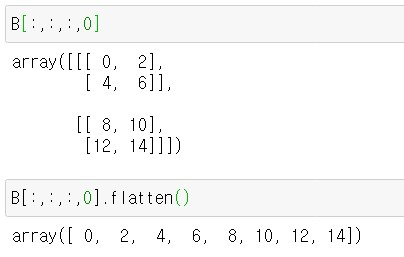 B[:,:,:,0]
array([[[ 0,  2],
        [ 4,  6]],
       [[ 8, 10],
        [12, 14]]])
B[:,:,:,0].flatten()
array([ 0,  2,  4,  6,  8, 10, 12, 14])